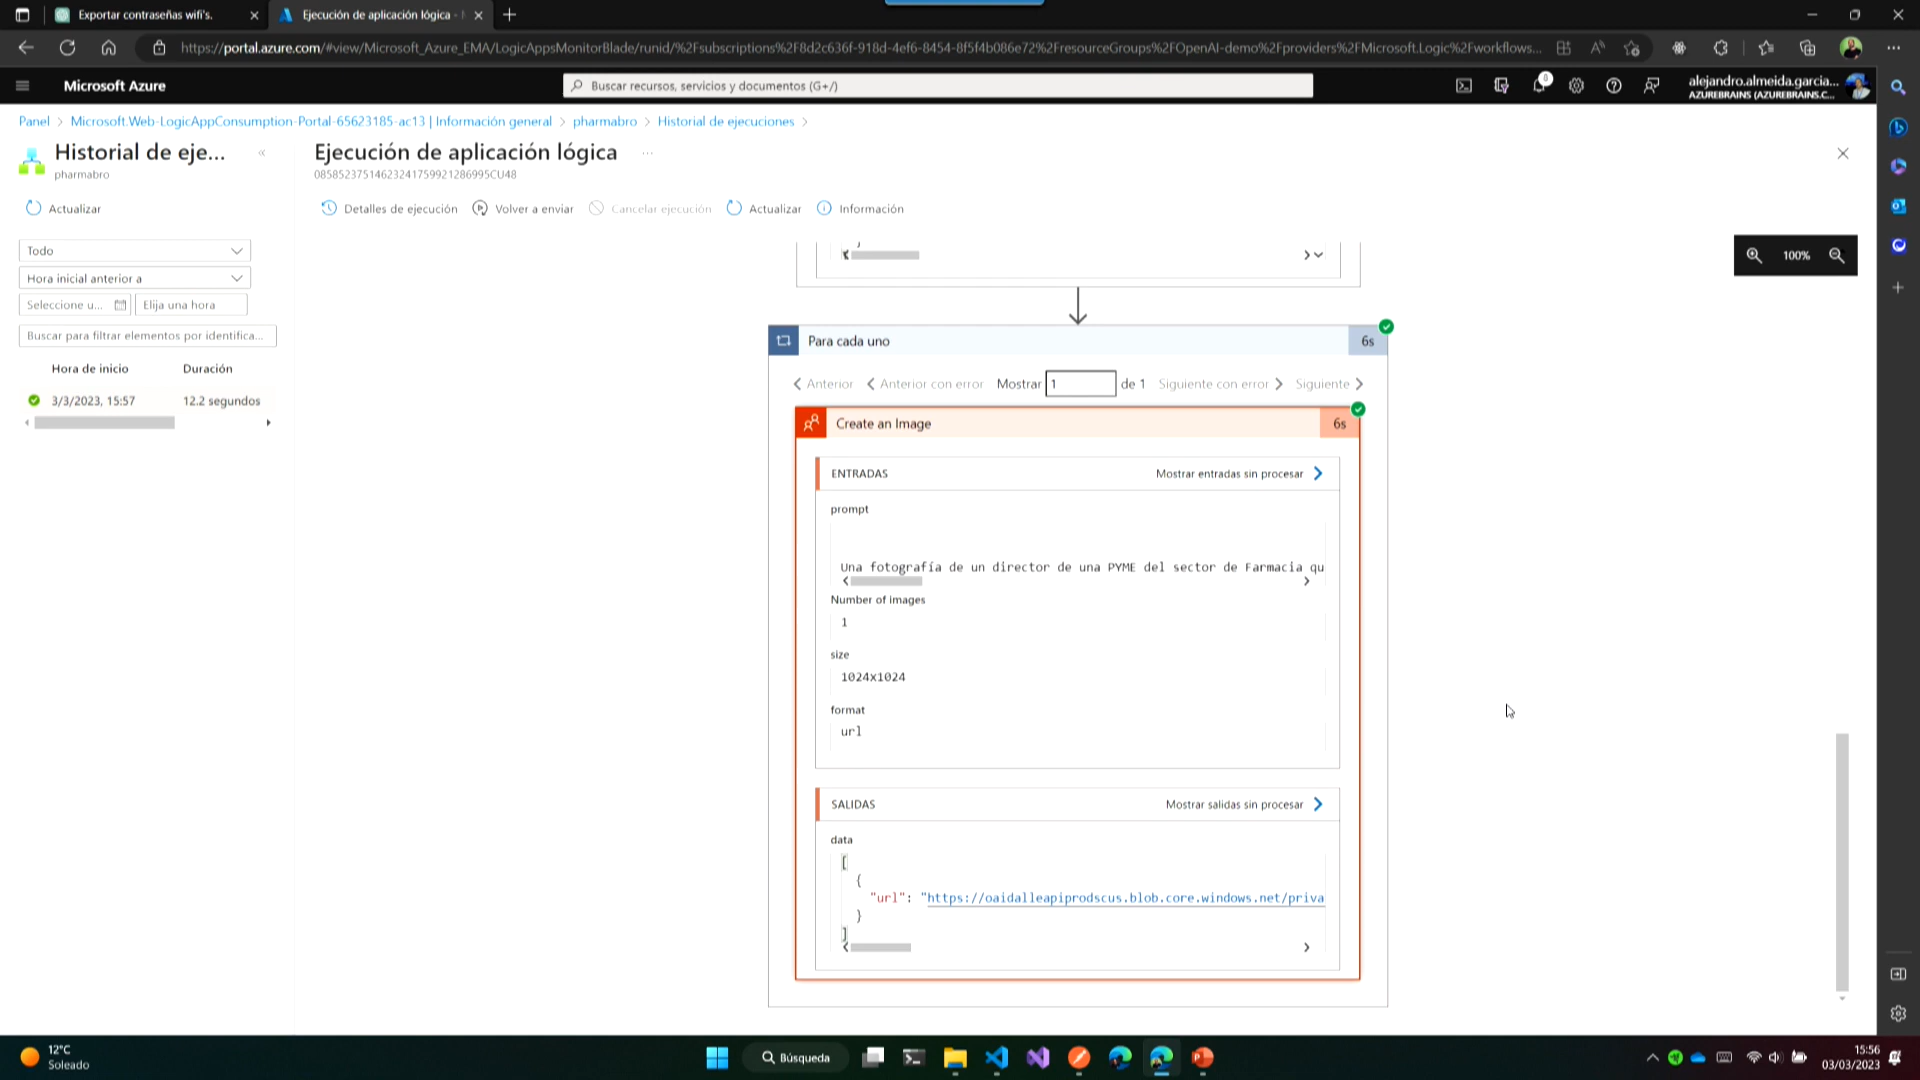 Exportar contraseñas wifi's.
Ejecución de aplicación lógica -
https://portal.azure.com/#view/Microsoft_Azure_EMA/LogicAppsMonitorBlade/runid/%2Fsubscriptions%2F8d2c636f-918d-4ef6-8454-8f5f4b086e72%2FresourceGroups%2FOpenAI-demo%2Fproviders%2FMicrosoft.Logic%2Fworkflows...
Microsoft Azure
Buscar recursos, servicios y documentos (G+/)
alejandro.almeida.garcia...
AZUREBRAINS (AZUREBRAINS.C...
Panel > Microsoft.Web-LogicAppConsumption-Portal-65623185-ac13 | Información general > pharmabro > Historial de ejecuciones >
Historial de eje...
pharmabro
Actualizar
Todo
Hora inicial anterior a
Seleccione u... Elija una hora
Buscar para filtrar elementos por identifica...
Hora de inicio Duración
3/3/2023, 15:57 12.2 segundos
Ejecución de aplicación lógica ...
08585237514623241759921286995CU48
Detalles de ejecución Volver a enviar Cancelar ejecución Actualizar Información
100%
Para cada uno 6s
Anterior Anterior con error Mostrar 1 de 1 Siguiente con error Siguiente
Create an Image 6s
ENTRADAS Mostrar entradas sin procesar
prompt
Una fotografía de un director de una PYME del sector de Farmacia qu
Number of images
1
size
1024x1024
format
url
SALIDAS Mostrar salidas sin procesar
data
[
{
"url": "https://oaidalleapiprodscus.blob.core.windows.net/priva
}
]
12°C
Soleado
Búsqueda
15:56
03/03/2023